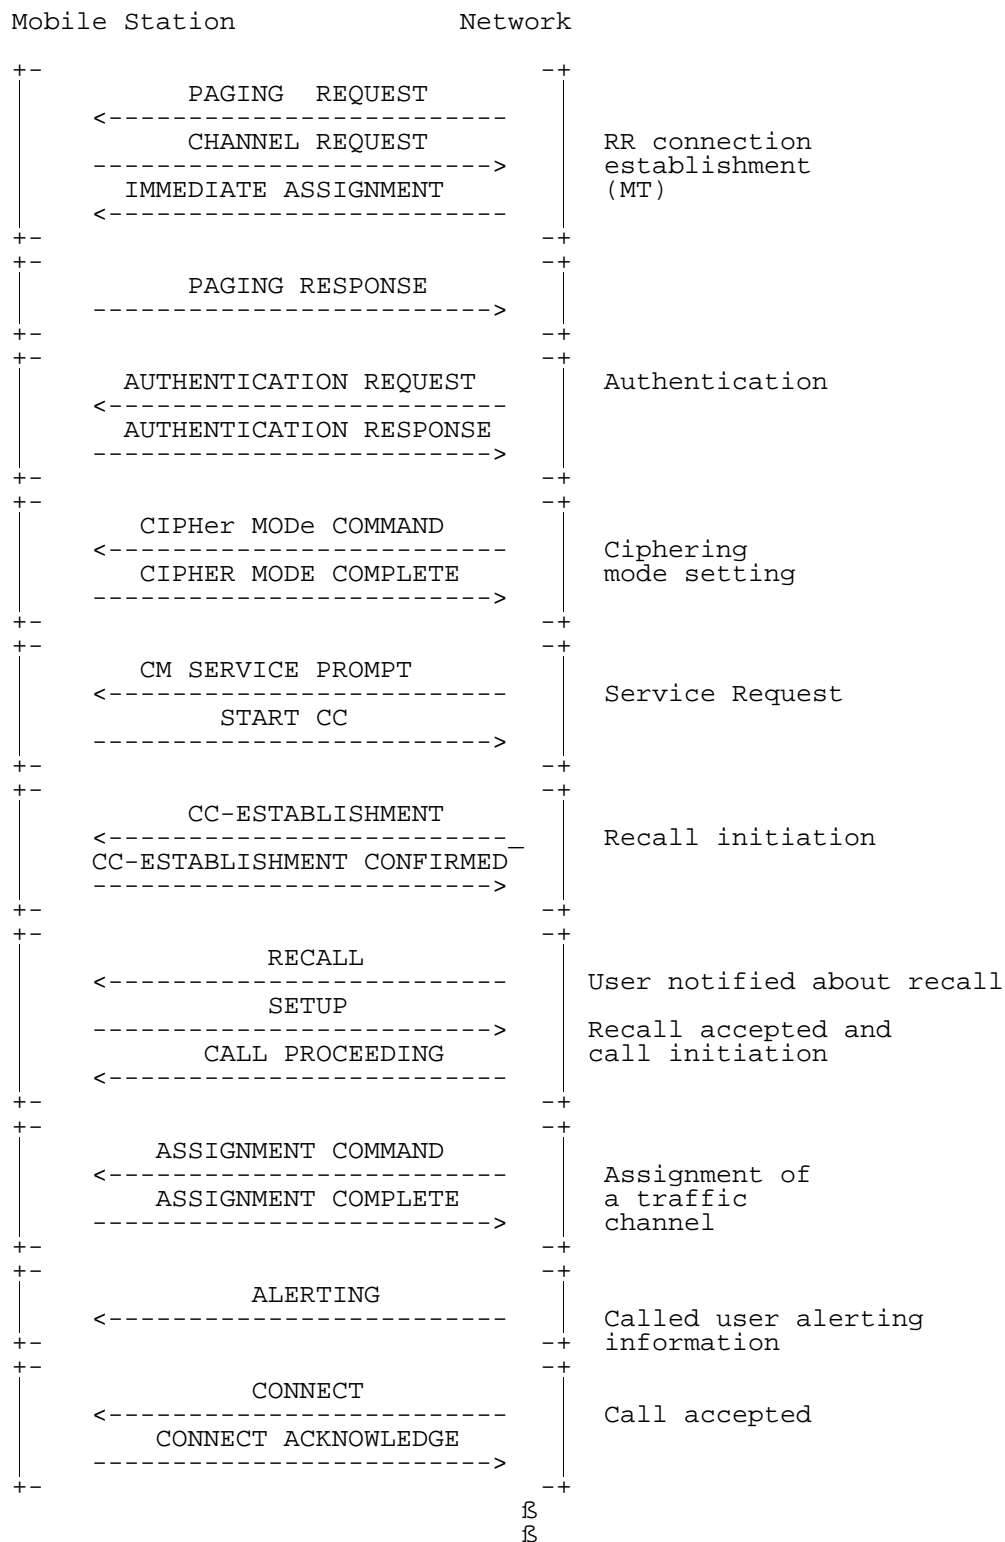 Mobile Station Network
+- -+
PAGING REQUEST
<-------------------------
CHANNEL REQUEST RR connection
-------------------------> establishment
IMMEDIATE ASSIGNMENT (MT)
<-------------------------
+- -+
+- -+
PAGING RESPONSE
------------------------->
+- -+
+- -+
AUTHENTICATION REQUEST Authentication
<-------------------------
AUTHENTICATION RESPONSE
------------------------->
+- -+
+- -+
CIPHer MODe COMMAND
<------------------------- Ciphering
CIPHER MODE COMPLETE mode setting
------------------------->
+- -+
+- -+
CM SERVICE PROMPT
<------------------------- Service Request
START CC
------------------------->
+- -+
+- -+
CC-ESTABLISHMENT
<-------------------------_ Recall initiation
CC-ESTABLISHMENT CONFIRMED
------------------------->
+- -+
+- -+
RECALL
<------------------------- User notified about recall
SETUP
-------------------------> Recall accepted and
CALL PROCEEDING call initiation
<-------------------------
+- -+
+- -+
ASSIGNMENT COMMAND
<------------------------- Assignment of
ASSIGNMENT COMPLETE a traffic
-------------------------> channel
+- -+
+- -+
ALERTING
<------------------------- Called user alerting
+- -+ information
+- -+
CONNECT
<------------------------- Call accepted
CONNECT ACKNOWLEDGE
------------------------->
+- -+
ß
ß